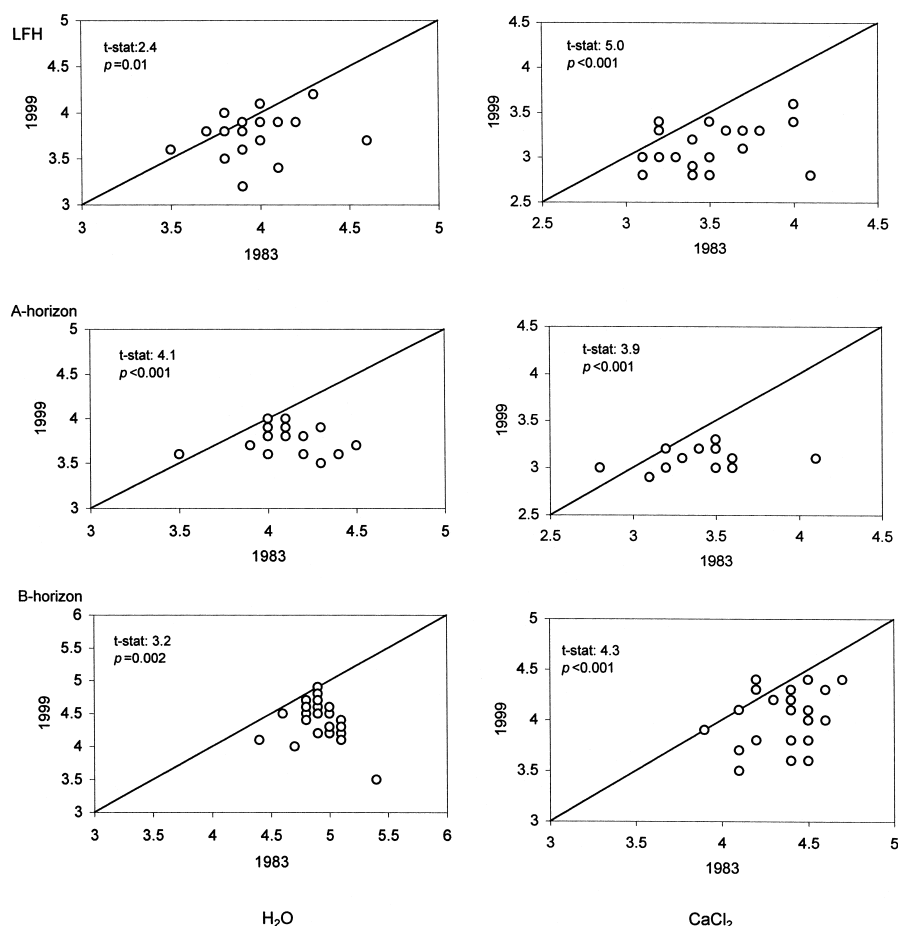 LFH
t-stat:2.4
p=0.01
5
4.5
4
3.5
3
1999
3 3.5 4 4.5 5
1983
t-stat: 5.0
p<0.001
4.5
4
3.5
3
2.5
1999
2.5 3 3.5 4 4.5
1983
A-horizon
t-stat: 4.1
p<0.001
5
4.5
4
3.5
3
1999
3 3.5 4 4.5 5
1983
t-stat: 3.9
p<0.001
4.5
4
3.5
3
2.5
1999
2.5 3 3.5 4 4.5
1983
B-horizon
t-stat: 3.2
p=0.002
6
5.5
5
4.5
4
3.5
3
1999
3 3.5 4 4.5 5 5.5 6
1983
t-stat: 4.3
p<0.001
5
4.5
4
3.5
3
1999
3 3.5 4 4.5 5
1983
H₂O
CaCl₂